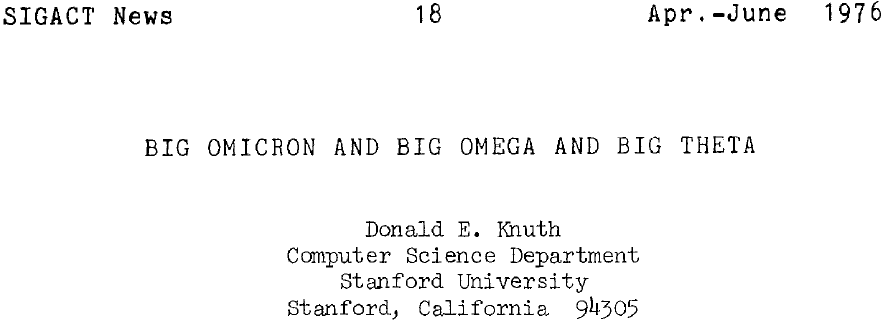 SIGACT News 18 Apr.-June 1976
BIG OMICRON AND BIG OMEGA AND BIG THETA
Donald E. Knuth
Computer Science Department
Stanford University
Stanford, California 94305